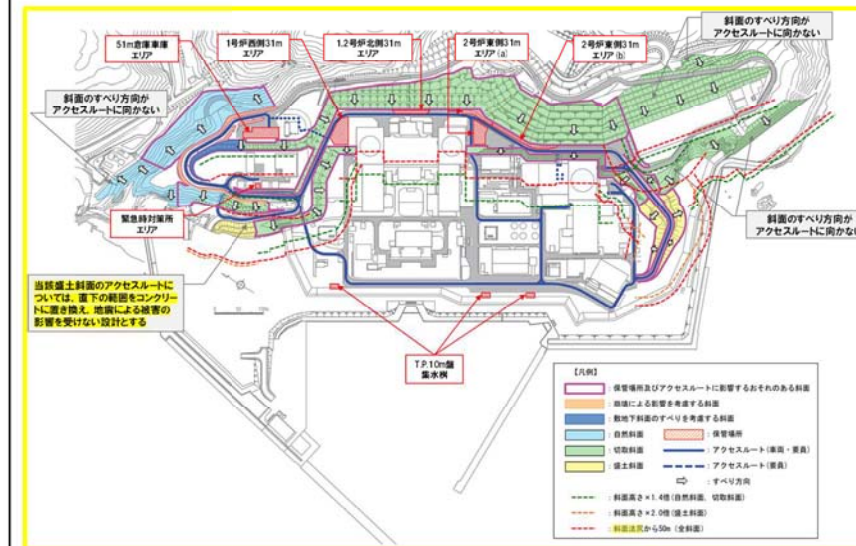 斜面のすべり方向が
アクセスルートに向かない
51m倉庫車庫
エリア
1号炉西側31m
エリア
1,2号炉北側31m
エリア
2号炉東側31m
エリア(a)
2号炉東側31m
エリア(b)
斜面のすべり方向が
アクセスルートに向かない
緊急時対策所
エリア
斜面のすべり方向が
アクセスルートに向かない
当該盛土斜面のアクセスルートに
ついては、直下の範囲をコンクリー
トに置き換え、地震による被害の
影響を受けない設計とする
T.P.10m盤
集水桝
【凡例】
：保管場所及びアクセスルートに影響するおそれのある斜面
：崩壊による影響を考慮する斜面
：敷地下斜面のすべりを考慮する斜面
：自然斜面
：保管場所
：切取斜面
：アクセスルート(車両・要員)
：盛土斜面
：アクセスルート(要員)
：すべり方向
：斜面高さ×1.4倍(自然斜面、切取斜面)
：斜面高さ×2.0倍(盛土斜面)
：斜面法尻から50m(全斜面)